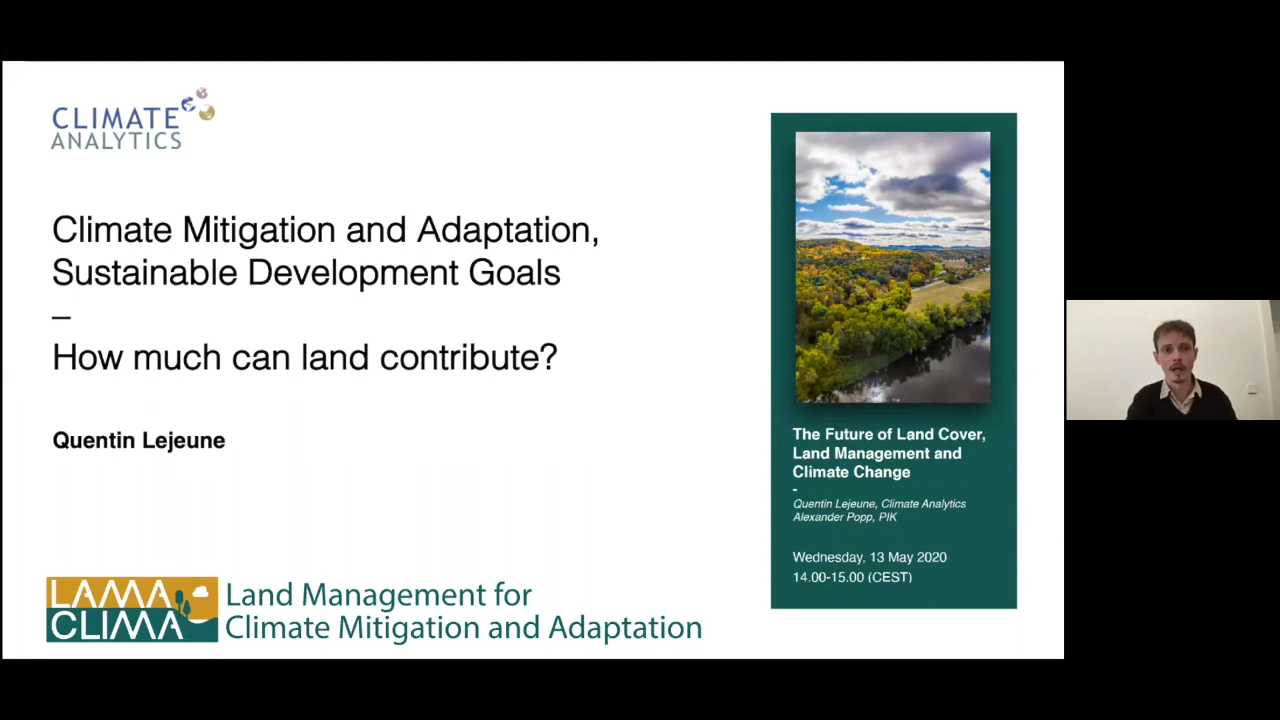 CLIMATE
ANALYTICS
Climate Mitigation and Adaptation,
Sustainable Development Goals
–
How much can land contribute?
Quentin Lejeune
LAMA
CLIMA
Land Management for
Climate Mitigation and Adaptation
The Future of Land Cover,
Land Management and
Climate Change
-
Quentin Lejeune, Climate Analytics
Alexander Popp, PIK
Wednesday, 13 May 2020
14.00-15.00 (CEST)